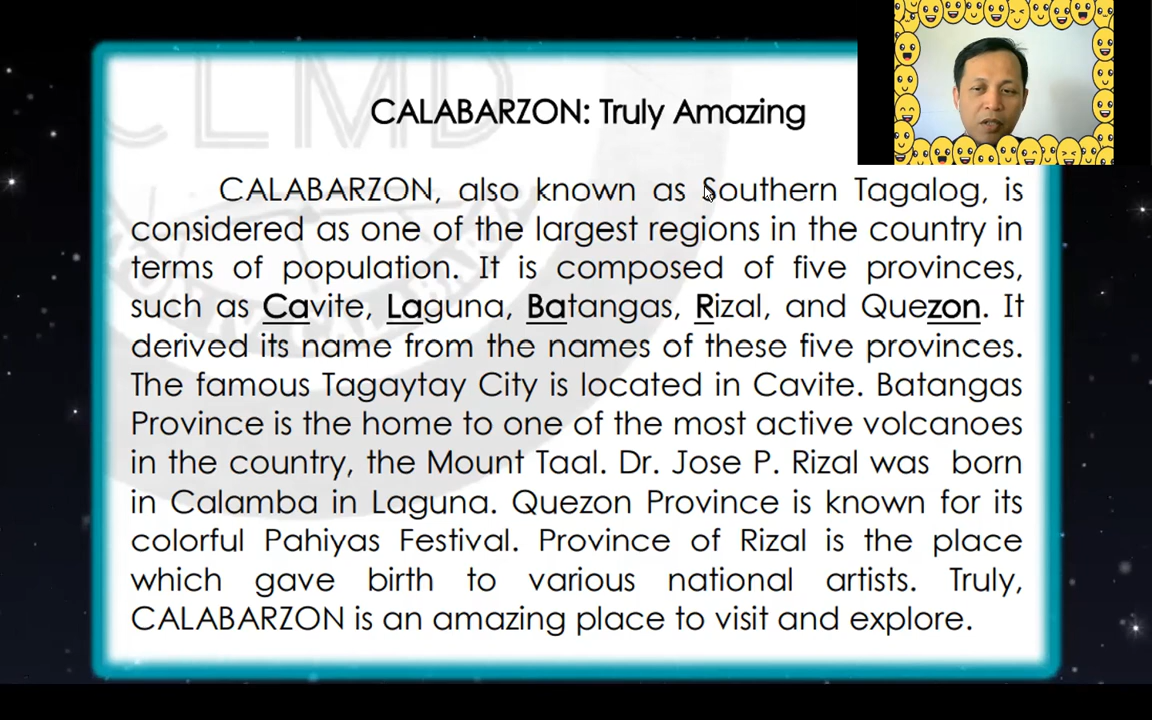 CLMD
CALABARZON: Truly Amazing
CALABARZON, also known as Southern Tagalog, is
considered as one of the largest regions in the country in
terms of population. It is composed of five provinces,
such as Cavite, Laguna, Batangas, Rizal, and Quezon. It
derived its name from the names of these five provinces.
The famous Tagaytay City is located in Cavite. Batangas
Province is the home to one of the most active volcanoes
in the country, the Mount Taal. Dr. Jose P. Rizal was born
in Calamba in Laguna. Quezon Province is known for its
colorful Pahiyas Festival. Province of Rizal is the place
which gave birth to various national artists. Truly,
CALABARZON is an amazing place to visit and explore.